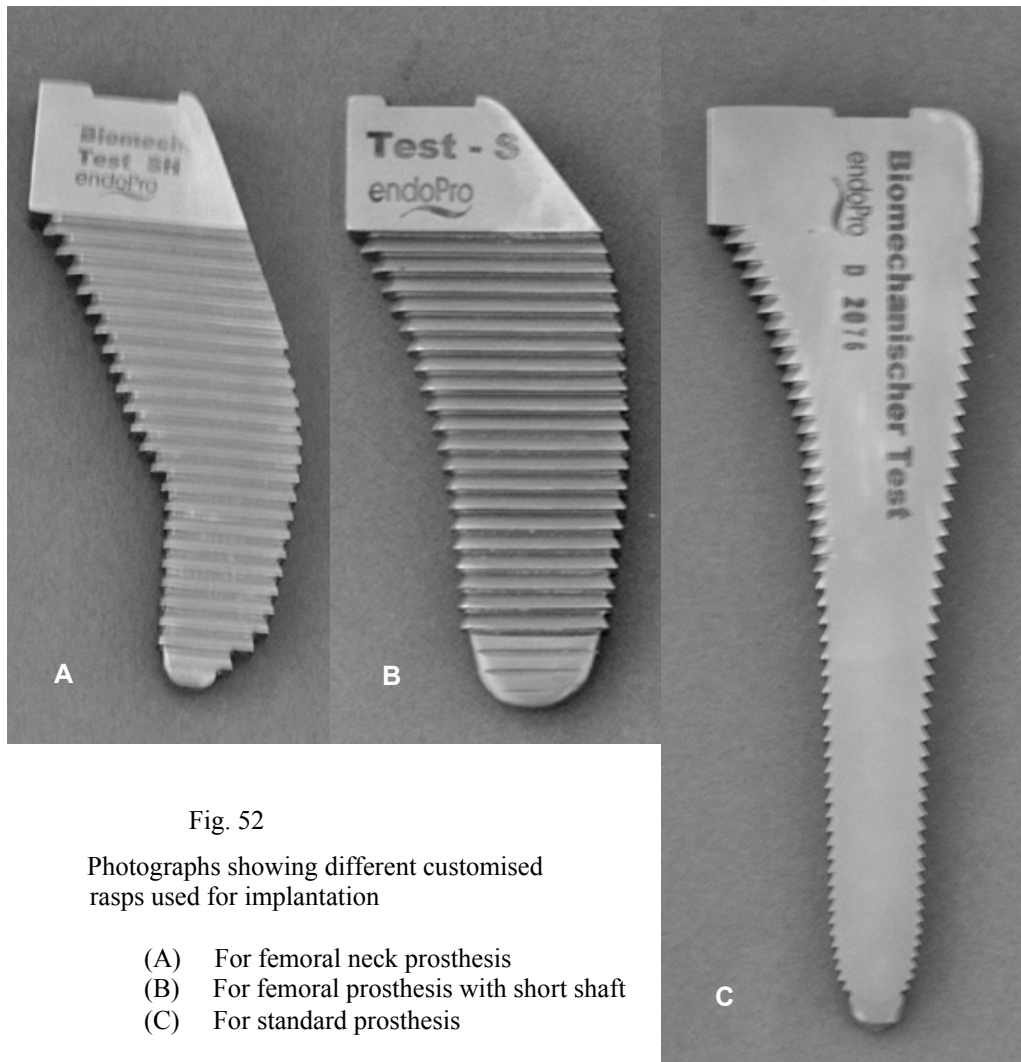 Biomech.
Test SH
endoPro
Test - S
endoPro
Biomechanischer Test
endoPro D 2076
A
B
C
Fig. 52
Photographs showing different customised
rasps used for implantation
(A) For femoral neck prosthesis
(B) For femoral prosthesis with short shaft
(C) For standard prosthesis